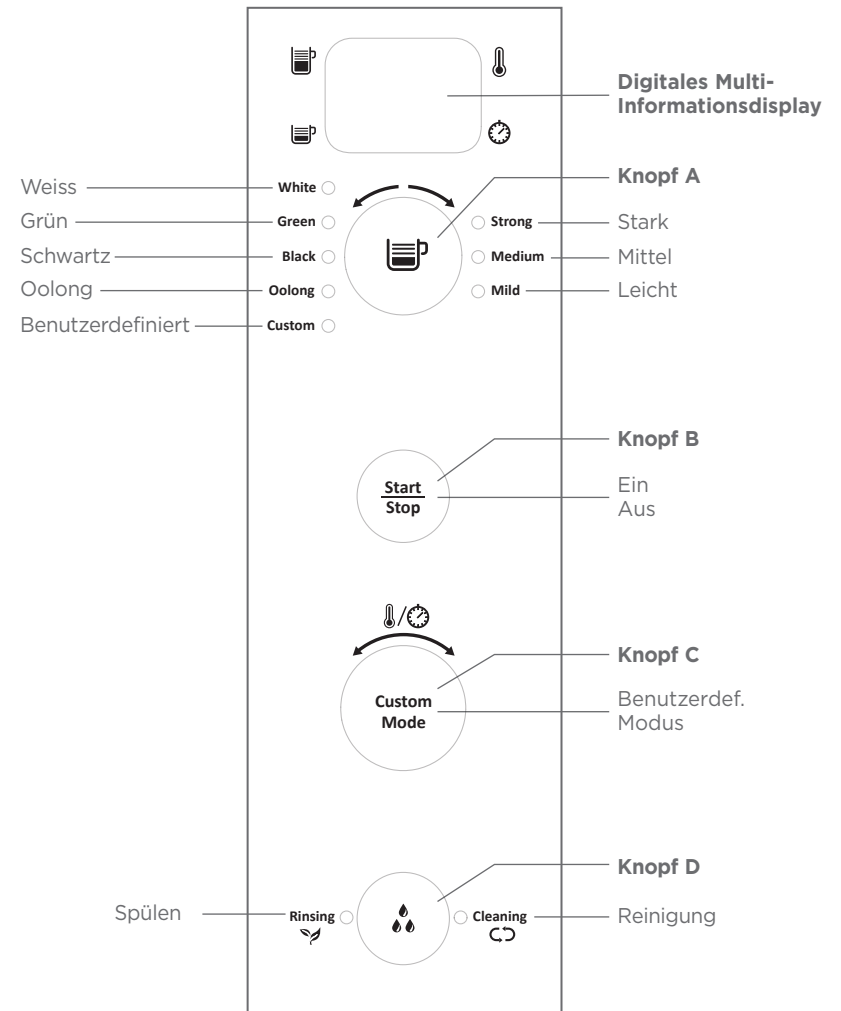 Digitales Multi-
Informationsdisplay
Weiss
White
Knopf A
Grün
Green
Strong
Stark
Schwartz
Black
Medium
Mittel
Oolong
Oolong
Mild
Leicht
Benutzerdefiniert
Custom
Knopf B
Start
Stop
Ein
Aus
Knopf C
Custom
Mode
Benutzerdef.
Modus
Knopf D
Spülen
Rinsing
Cleaning
Reinigung